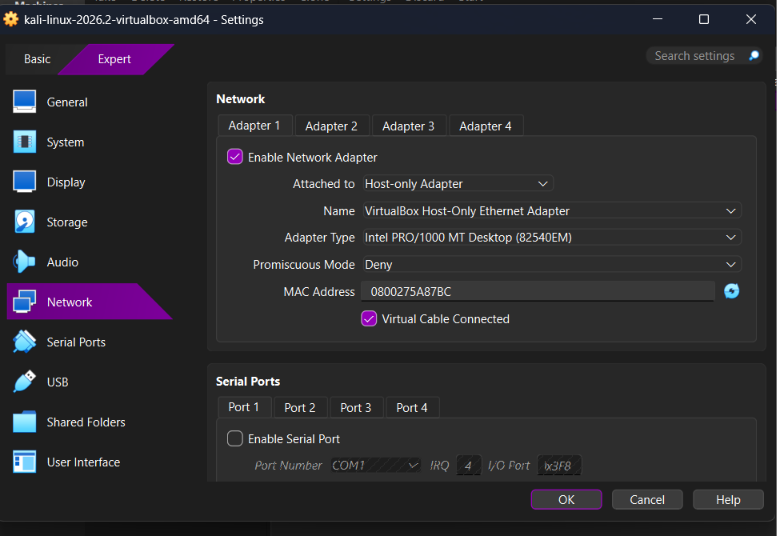 kali-linux-2026.2-virtualbox-amd64 - Settings
Basic
Expert
Search settings
General
System
Display
Storage
Audio
Network
Serial Ports
USB
Shared Folders
User Interface
Network
Adapter 1
Adapter 2
Adapter 3
Adapter 4
Enable Network Adapter
Attached to Host-only Adapter
Name VirtualBox Host-Only Ethernet Adapter
Adapter Type Intel PRO/1000 MT Desktop (82540EM)
Promiscuous Mode Deny
MAC Address 0800275A87BC
Virtual Cable Connected
Serial Ports
Port 1
Port 2
Port 3
Port 4
Enable Serial Port
Port Number COM1 IRQ 4 I/O Port 0x3F8
OK
Cancel
Help